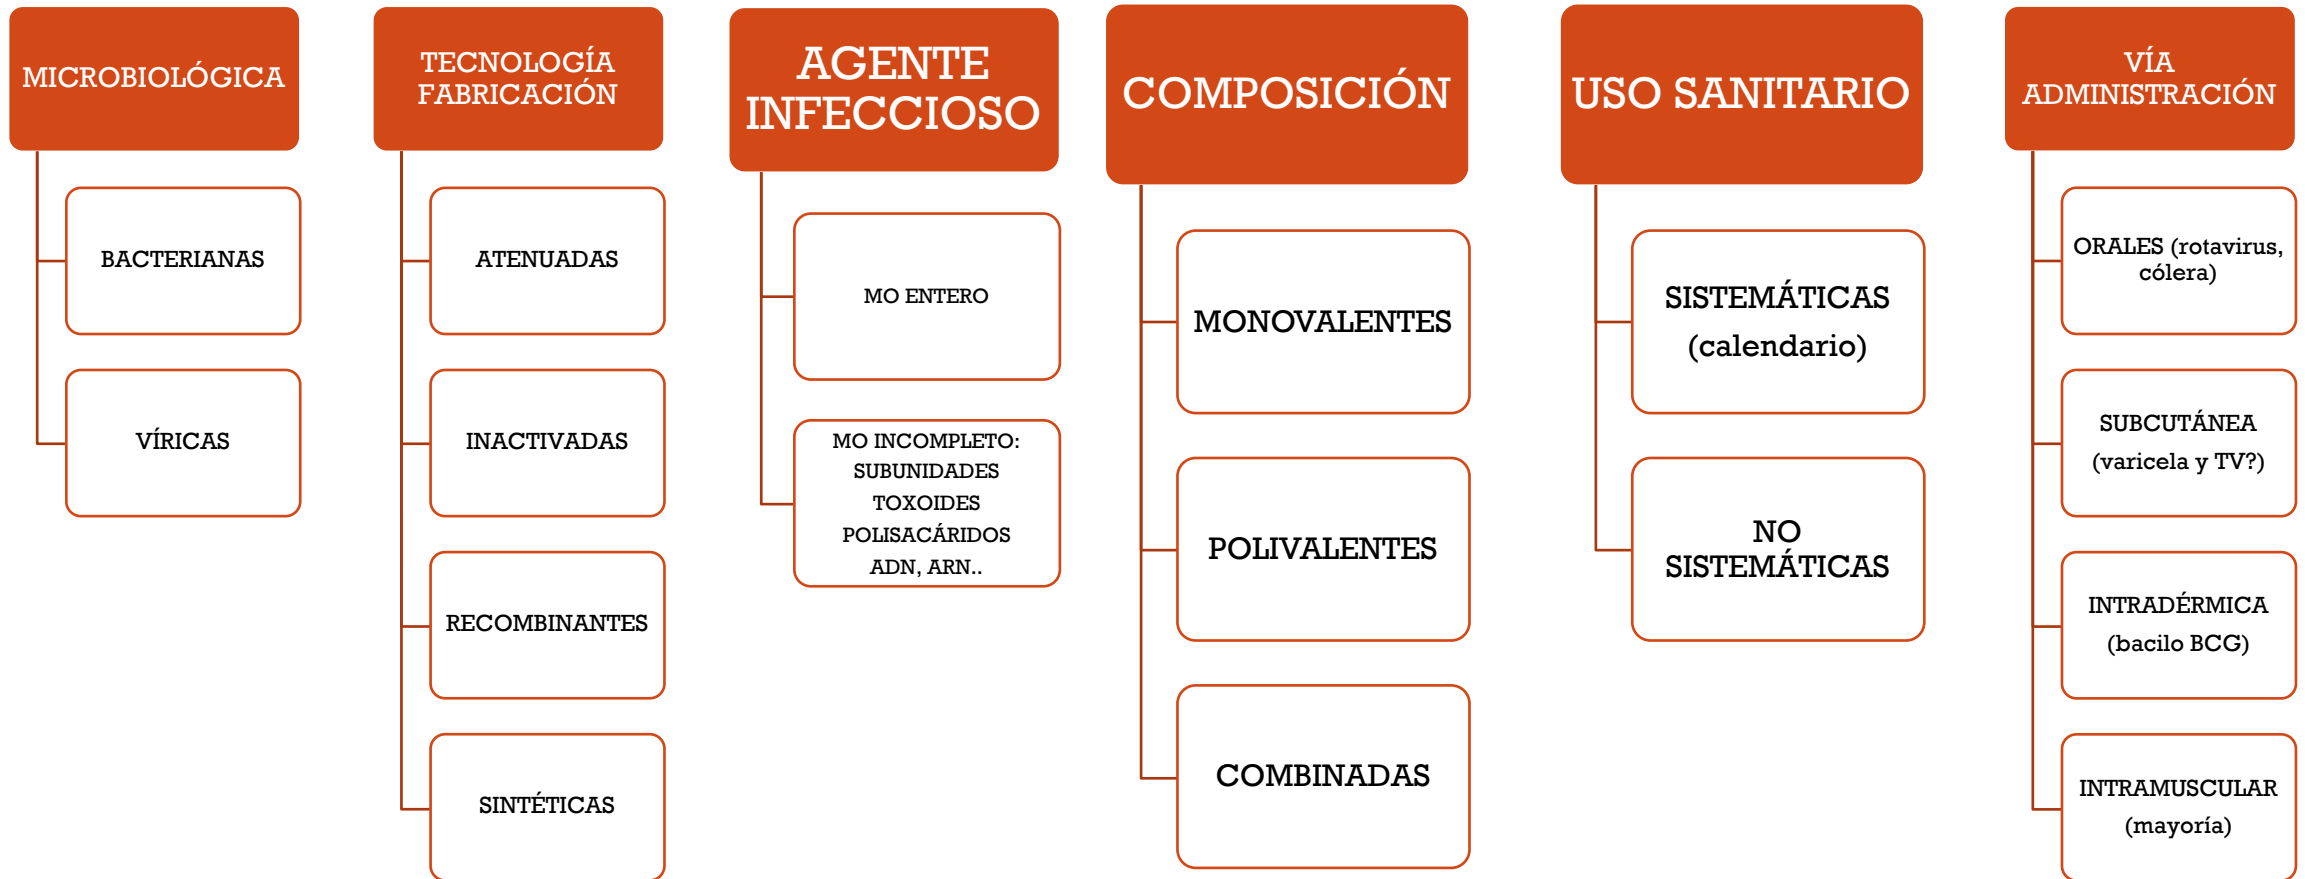 MICROBIOLÓGICA
BACTERIANAS
VÍRICAS
TECNOLOGÍA
FABRICACIÓN
ATENUADAS
INACTIVADAS
RECOMBINANTES
SINTÉTICAS
AGENTE
INFECCIOSO
MO ENTERO
MO INCOMPLETO:
SUBUNIDADES
TOXOIDES
POLISACÁRIDOS
ADN, ARN..
COMPOSICIÓN
MONOVALENTES
POLIVALENTES
COMBINADAS
USO SANITARIO
SISTEMÁTICAS
(calendario)
NO
SISTEMÁTICAS
VÍA
ADMINISTRACIÓN
ORALES (rotavirus,
cólera)
SUBCUTÁNEA
(varicela y TV?)
INTRADÉRMICA
(bacilo BCG)
INTRAMUSCULAR
(mayoría)